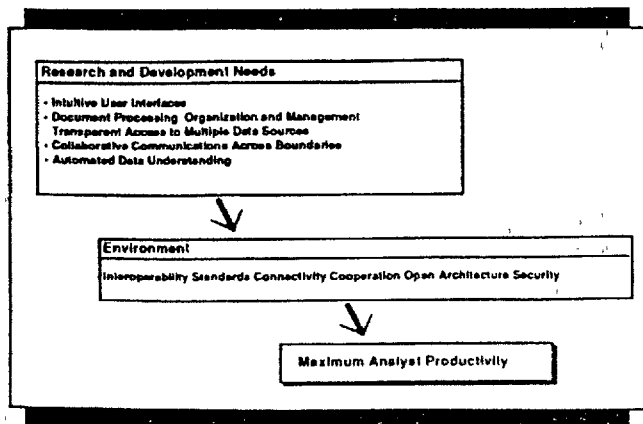 Research and Development Needs
- Intuitive User Interfaces
- Document Processing Organization and Management
Transparent Access to Multiple Data Sources
- Collaborative Communications Across Boundaries
- Automated Data Understanding
Environment
Interoperability Standards Connectivity Cooperation Open Architecture Security
Maximum Analyst Productivity